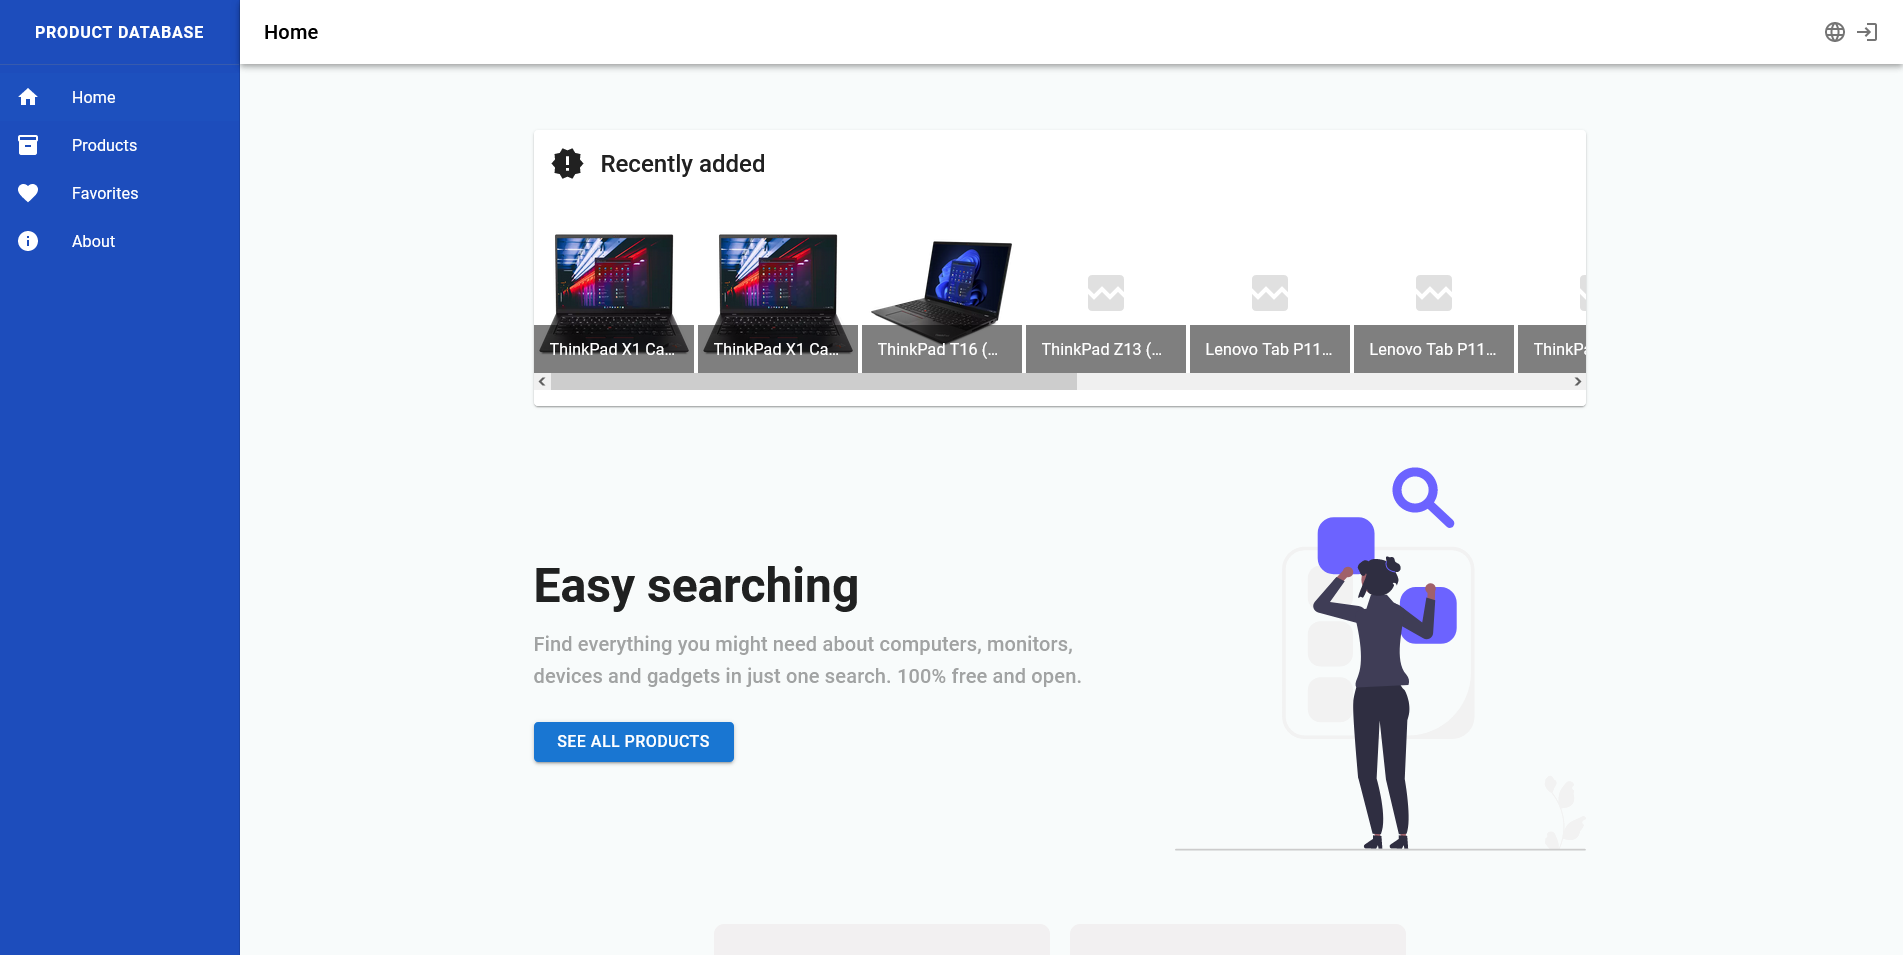 PRODUCT DATABASE
Home
Home
Products
Favorites
About
Recently added
ThinkPad X1 Ca...
ThinkPad X1 Ca...
ThinkPad T16 (...
ThinkPad Z13 (...
Lenovo Tab P11...
Lenovo Tab P11...
ThinkPa
Easy searching
Find everything you might need about computers, monitors,
devices and gadgets in just one search. 100% free and open.
SEE ALL PRODUCTS